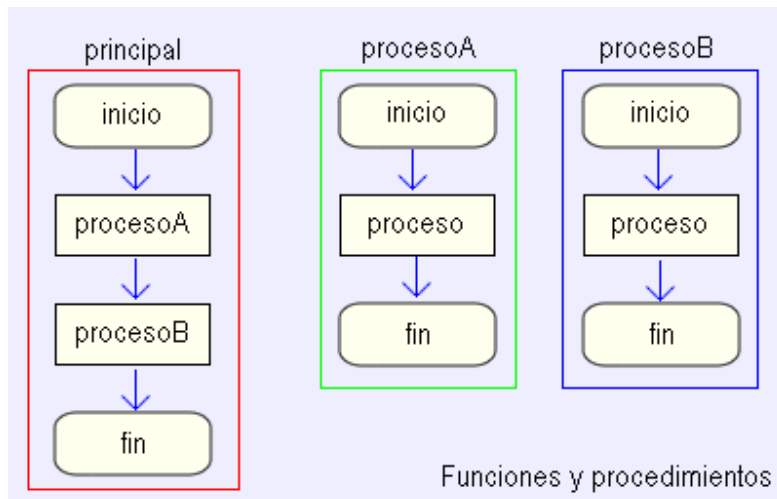 principal
inicio
procesoA
procesoB
fin
procesoA
inicio
proceso
fin
procesoB
inicio
proceso
fin
Funciones y procedimientos